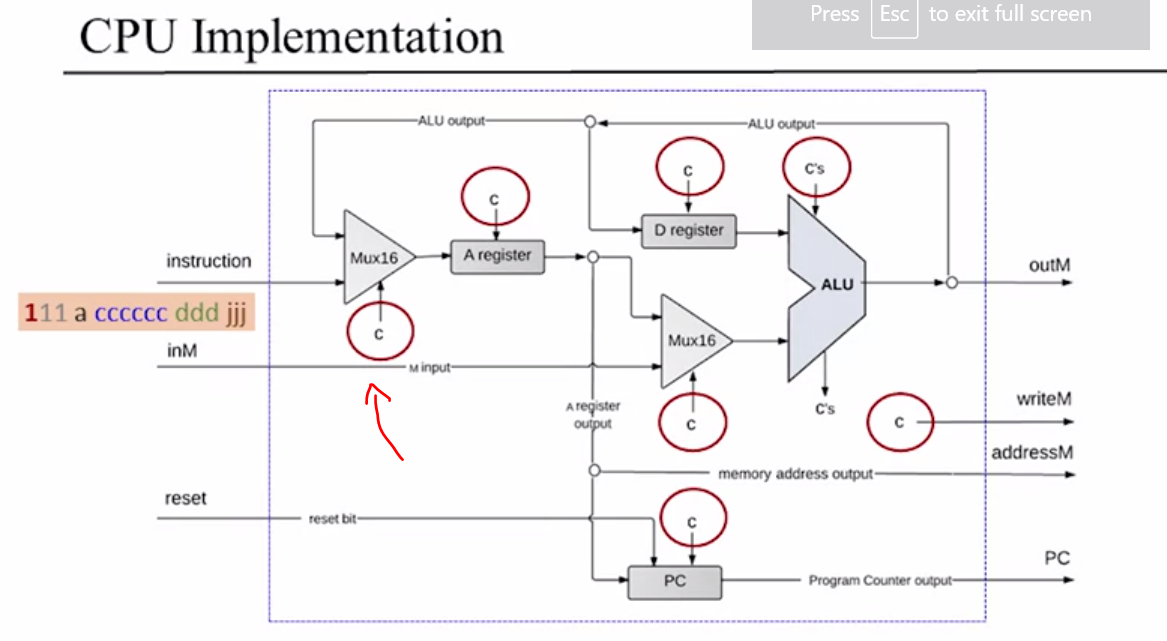 Press Esc to exit full screen
CPU Implementation
ALU output
ALU output
c
c
c's
instruction
Mux16
A register
D register
ALU
outM
111 a cccccc ddd jjj
c
Mux16
inM
M input
A register
output
c
c's
c
writeM
addressM
memory address output
reset
reset bit
c
PC
PC
Program Counter output